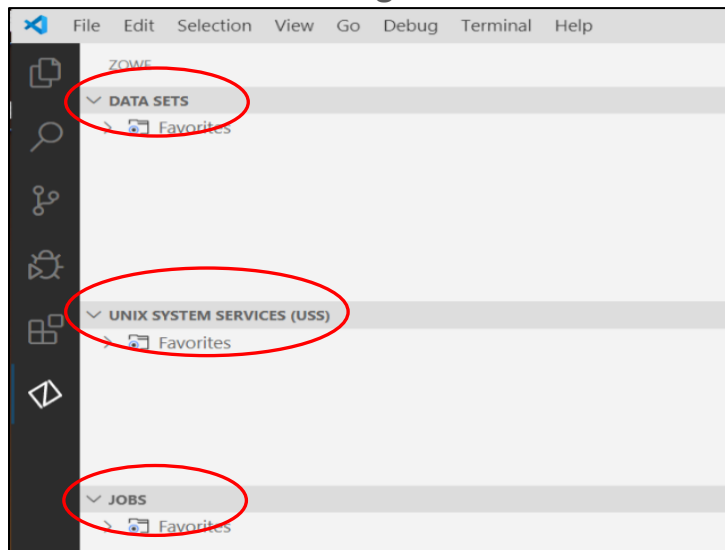 File Edit Selection View Go Debug Terminal Help
ZOWE
DATA SETS
Favorites
UNIX SYSTEM SERVICES (USS)
Favorites
JOBS
Favorites